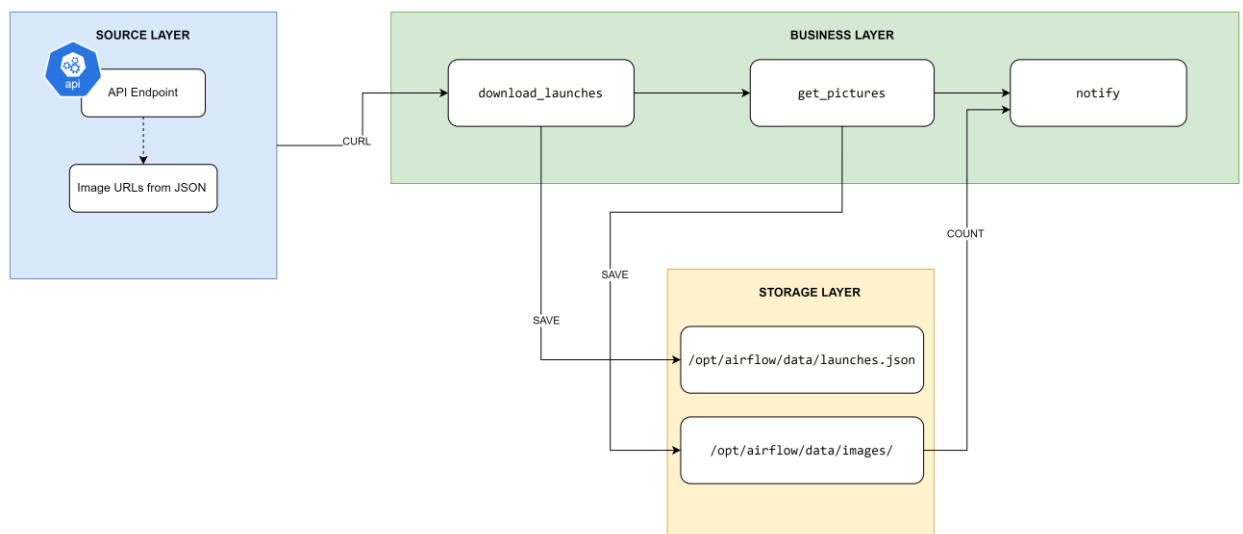 SOURCE LAYER
api
API Endpoint
Image URLs from JSON
CURL
BUSINESS LAYER
download_launches
get_pictures
notify
SAVE
SAVE
COUNT
STORAGE LAYER
/opt/airflow/data/launches.json
/opt/airflow/data/images/